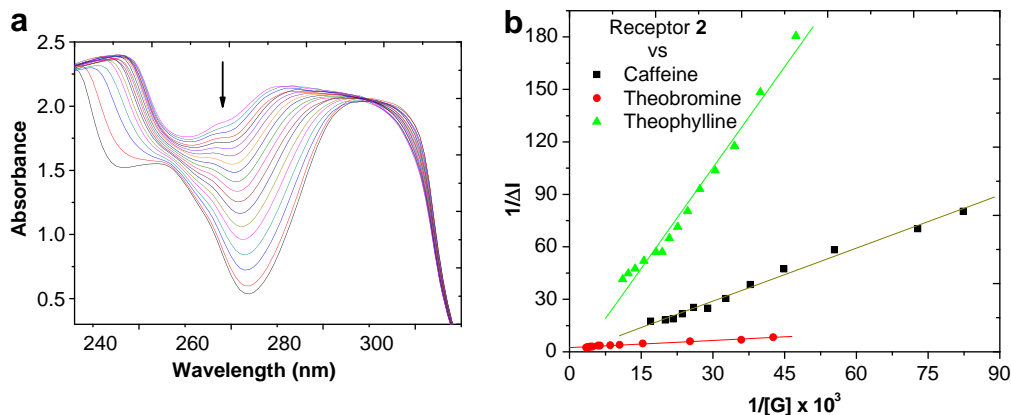 a
2.5
2.0
1.5
1.0
0.5
Absorbance
240 260 280 300
Wavelength (nm)
b
180
150
120
90
60
30
0
1/ΔI
Receptor 2
vs
Caffeine
Theobromine
Theophylline
0 15 30 45 60 75 90
1/[G] x 10³